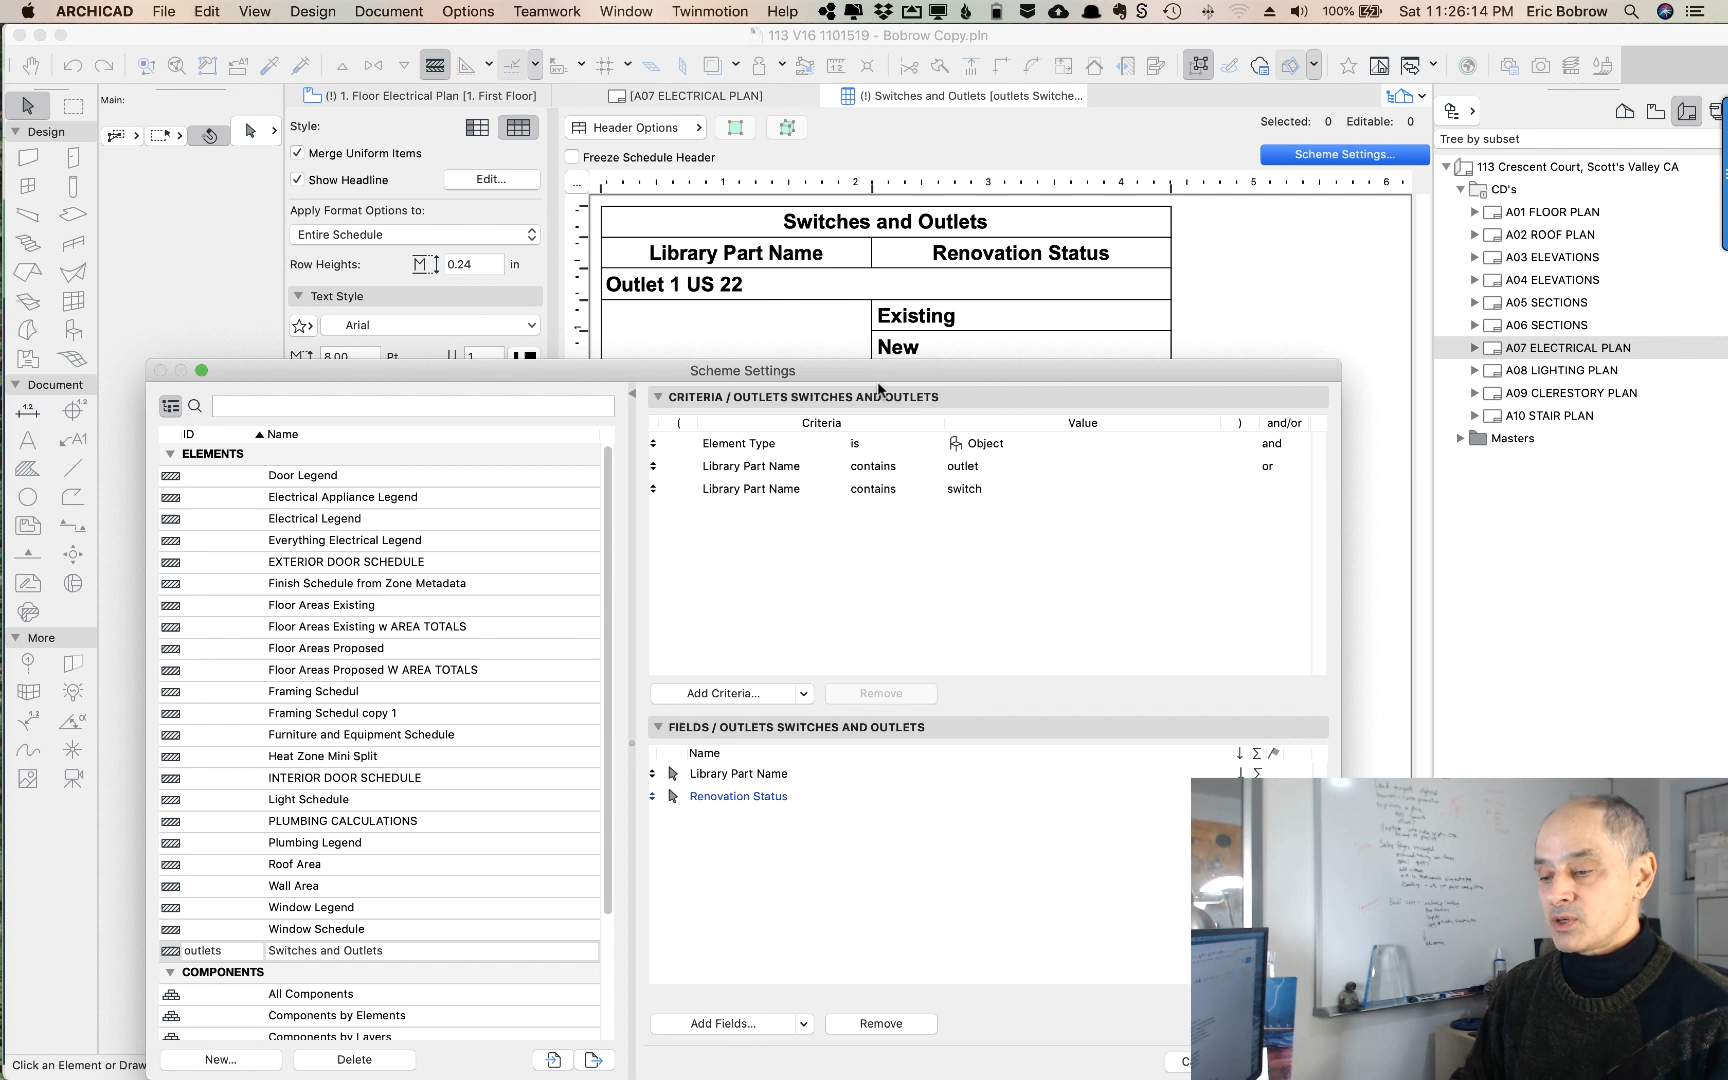 ARCHICAD File Edit View Design Document Options Teamwork Window Twinmotion Help 100% Sat 11:26:14 PM Eric Bobrow
113 V16 1101519 - Bobrow Copy.pln
Main:
(!) 1. Floor Electrical Plan [1. First Floor]
[A07 ELECTRICAL PLAN]
(!) Switches and Outlets [outlets Switche...
Design
Document
More
Style:
Merge Uniform Items
Show Headline
Edit...
Apply Format Options to:
Entire Schedule
Row Heights:
0.24 in
Text Style
Arial
8.00 Pt 1
Header Options
Freeze Schedule Header
Selected: 0 Editable: 0
Scheme Settings...
... 1 2 3 4 5 6
Switches and Outlets
Library Part Name Renovation Status
Outlet 1 US 22
Existing
New
Tree by subset
113 Crescent Court, Scott's Valley CA
CD's
A01 FLOOR PLAN
A02 ROOF PLAN
A03 ELEVATIONS
A04 ELEVATIONS
A05 SECTIONS
A06 SECTIONS
A07 ELECTRICAL PLAN
A08 LIGHTING PLAN
A09 CLERESTORY PLAN
A10 STAIR PLAN
Masters
Scheme Settings
ID Name
ELEMENTS
Door Legend
Electrical Appliance Legend
Electrical Legend
Everything Electrical Legend
EXTERIOR DOOR SCHEDULE
Finish Schedule from Zone Metadata
Floor Areas Existing
Floor Areas Existing w AREA TOTALS
Floor Areas Proposed
Floor Areas Proposed W AREA TOTALS
Framing Schedul
Framing Schedul copy 1
Furniture and Equipment Schedule
Heat Zone Mini Split
INTERIOR DOOR SCHEDULE
Light Schedule
PLUMBING CALCULATIONS
Plumbing Legend
Roof Area
Wall Area
Window Legend
Window Schedule
outlets Switches and Outlets
COMPONENTS
All Components
Components by Elements
Components by Layers
New... Delete
CRITERIA / OUTLETS SWITCHES AND OUTLETS
( Criteria Value ) and/or
Element Type is Object and
Library Part Name contains outlet or
Library Part Name contains switch
Add Criteria... Remove
FIELDS / OUTLETS SWITCHES AND OUTLETS
Name
Library Part Name
Renovation Status
Add Fields... Remove
Click an Element or Draw